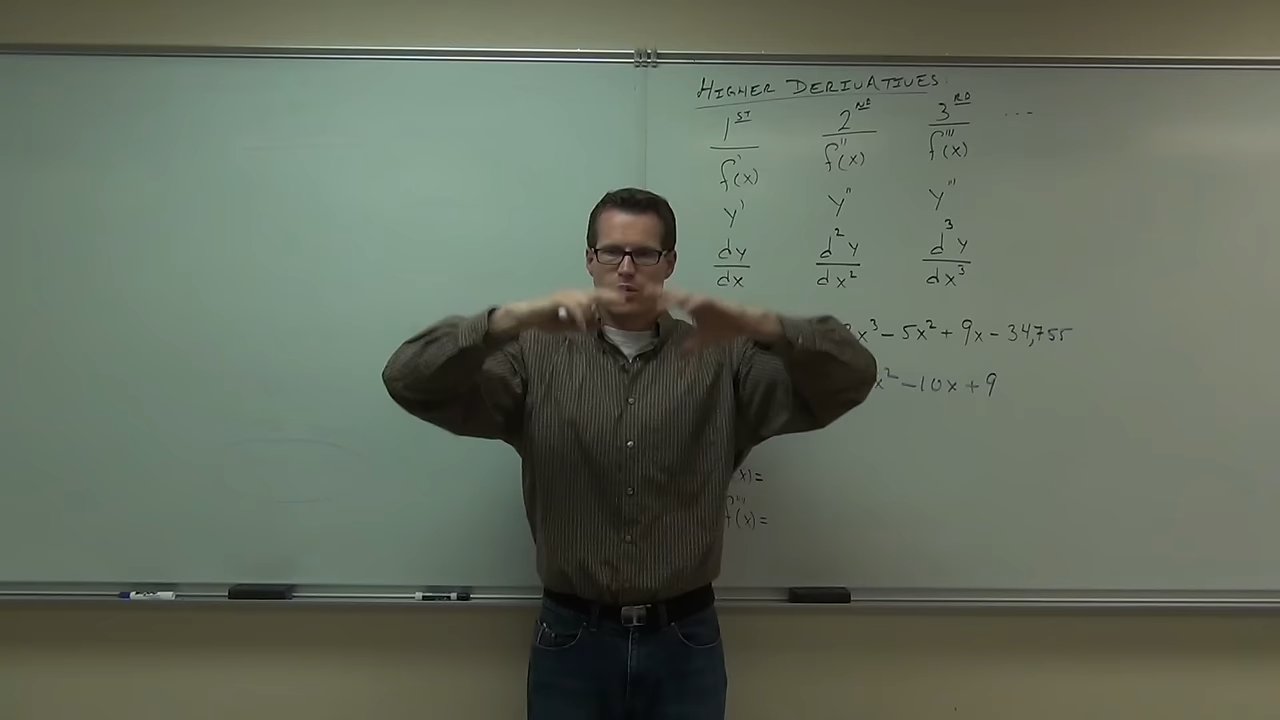 HIGHER DERIVATIVES
1ST 2ND 3RD ...
f'(x) f''(x) f'''(x)
y' y'' y'''
dy/dx d²y/dx² d³y/dx³
x³ − 5x² + 9x − 34,755
x² − 10x + 9
x) =
f'''(x) =